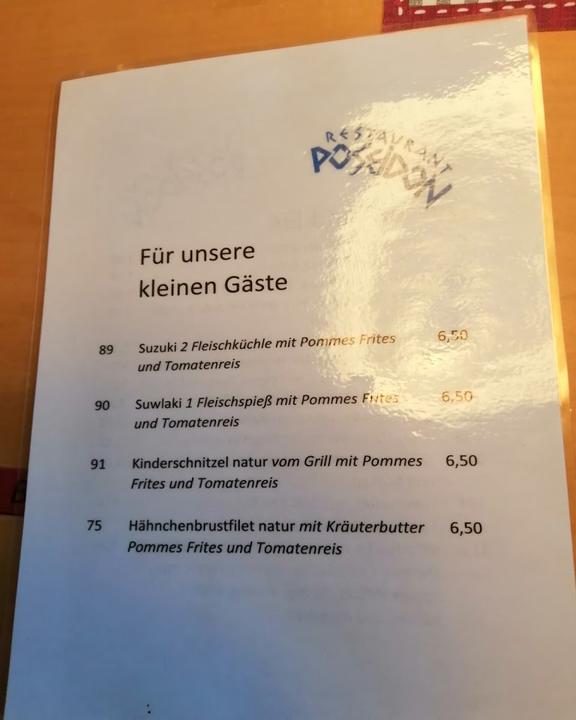 RESTAURANT
POSEIDON
Für unsere
kleinen Gäste
89 Suzuki 2 Fleischküchle mit Pommes Frites 6,50
und Tomatenreis
90 Suwlaki 1 Fleischspieß mit Pommes Frites 6,50
und Tomatenreis
91 Kinderschnitzel natur vom Grill mit Pommes 6,50
Frites und Tomatenreis
75 Hähnchenbrustfilet natur mit Kräuterbutter 6,50
Pommes Frites und Tomatenreis